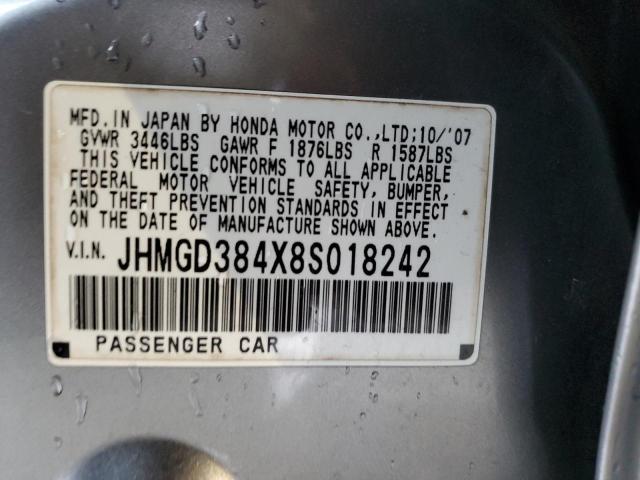 MFD.IN JAPAN BY HONDA MOTOR CO.,LTD;10/'07
GVWR 3446LBS GAWR F 1876LBS R 1587LBS
THIS VEHICLE CONFORMS TO ALL APPLICABLE
FEDERAL MOTOR VEHICLE SAFETY, BUMPER,
AND THEFT PREVENTION STANDARDS IN EFFECT
ON THE DATE OF MANUFACTURE SHOWN ABOVE.
V.I.N. JHMGD384X8S018242
PASSENGER CAR